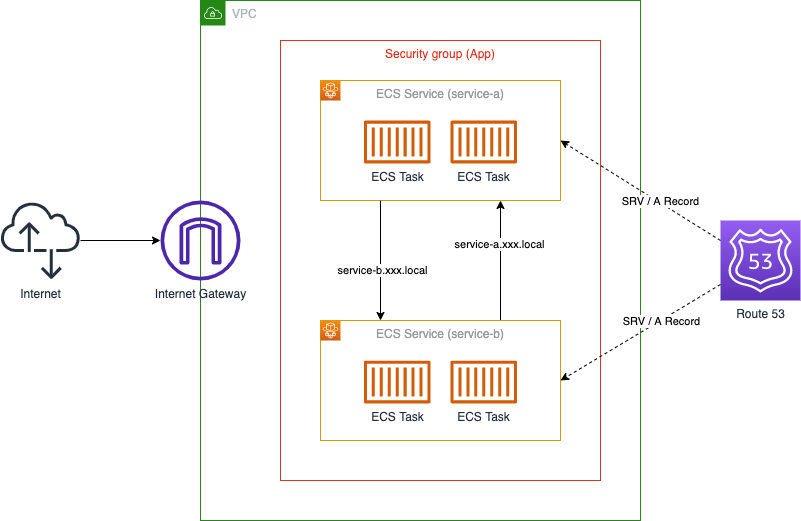 VPC
Security group (App)
ECS Service (service-a)
ECS Task
ECS Task
SRV / A Record
service-a.xxx.local
service-b.xxx.local
53
Internet
Internet Gateway
Route 53
SRV / A Record
ECS Service (service-b)
ECS Task
ECS Task